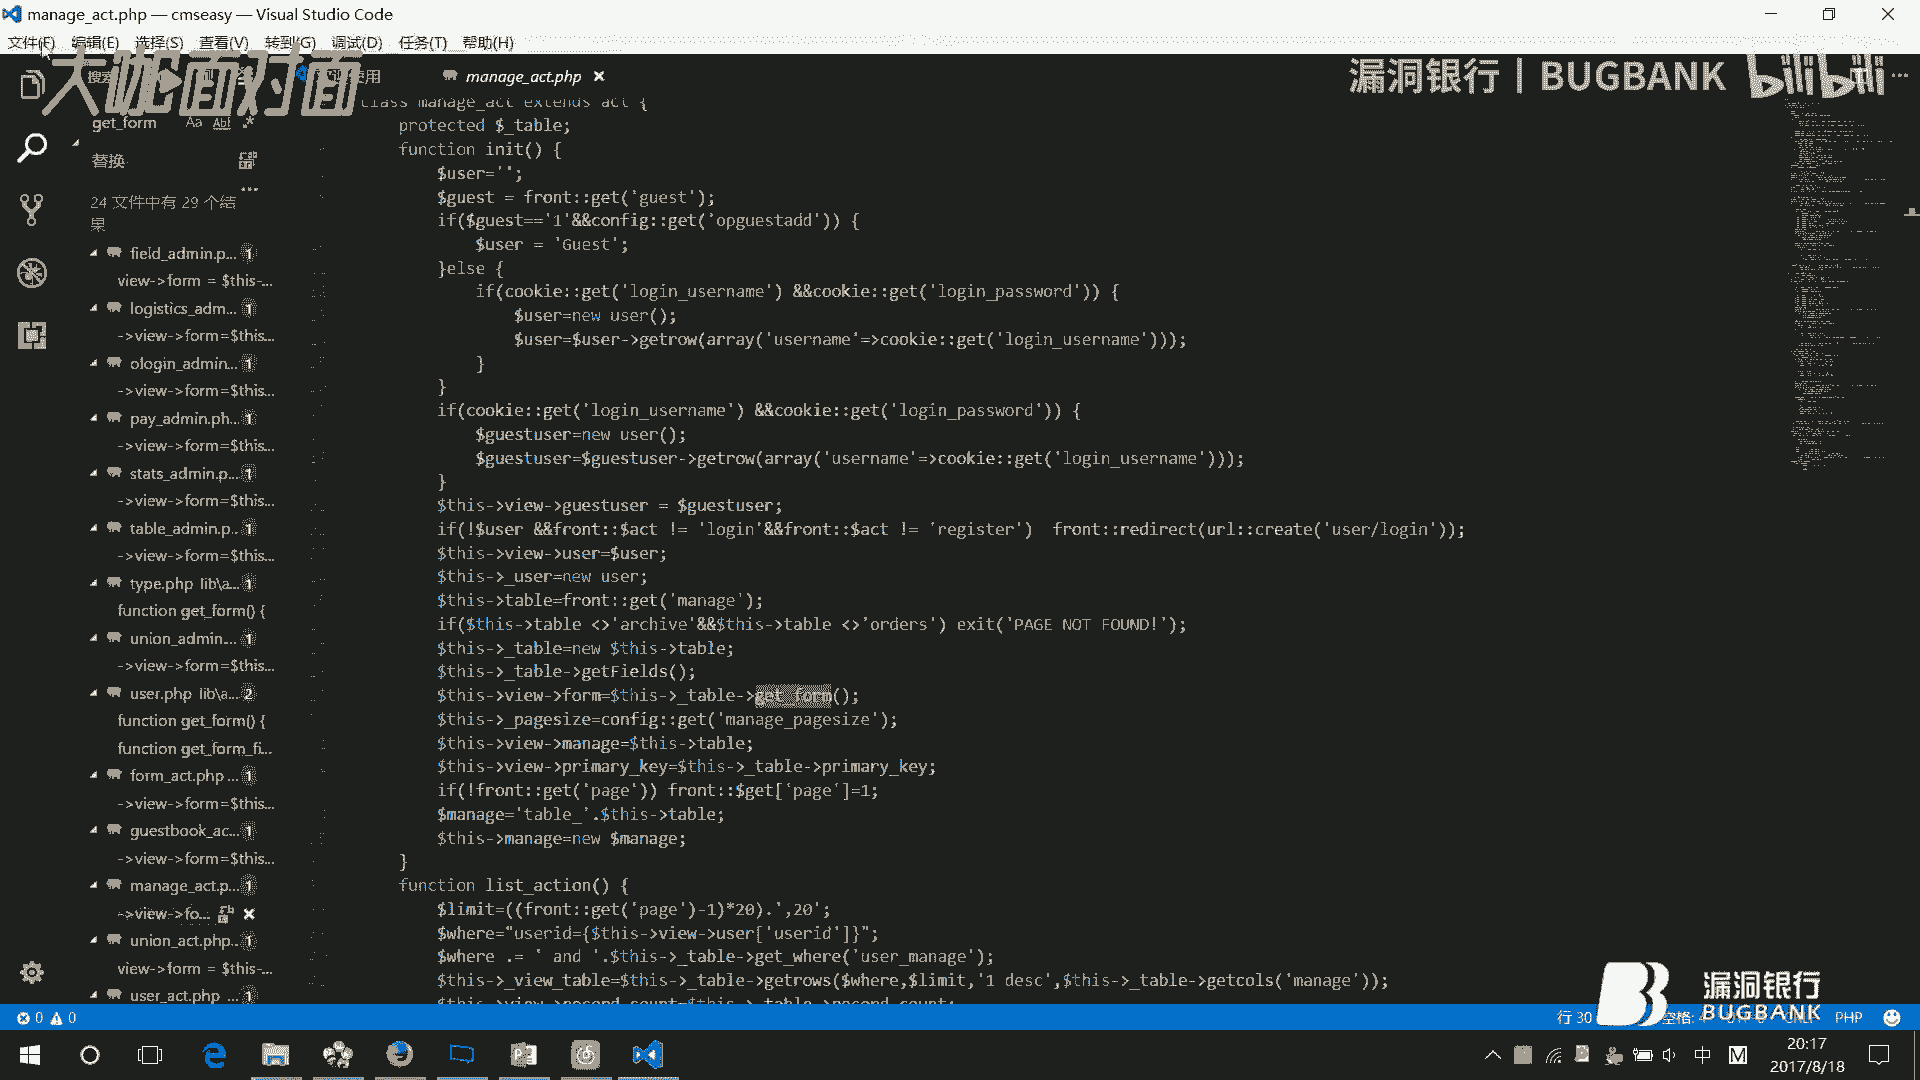 manage_act.php — cmseasy — Visual Studio Code
文件(F) 编辑(E) 选择(S) 查看(V) 转到(G) 调试(D) 任务(T) 帮助(H)
大咖面对面
manage_act.php
漏洞银行 | BUGBANK bilibili
get_form Aa Abl .*
替换
24 文件中有 29 个结
果
field_admin.p... 1
view->form = $this-...
logistics_adm... 1
->view->form=$this...
ologin_admin... 1
->view->form=$this...
pay_admin.ph... 1
->view->form=$this...
stats_admin.p... 1
->view->form=$this...
table_admin.p... 1
->view->form=$this...
type.php lib\a... 1
function get_form() {
union_admin... 1
->view->form=$this...
user.php lib\a... 2
function get_form() {
function get_form_fi...
form_act.php ... 1
->view->form=$this...
guestbook_ac... 1
->view->form=$this...
manage_act.p... 1
->view->fo...
union_act.php... 1
view->form = $this-...
user_act.php ... 1
class manage_act extends act {
protected $_table;
function init() {
$user='';
$guest = front::get('guest');
if($guest=='1'&&config::get('opguestadd')) {
$user = 'Guest';
}else {
if(cookie::get('login_username') &&cookie::get('login_password')) {
$user=new user();
$user=$user->getrow(array('username'=>cookie::get('login_username')));
}
}
if(cookie::get('login_username') &&cookie::get('login_password')) {
$guestuser=new user();
$guestuser=$guestuser->getrow(array('username'=>cookie::get('login_username')));
}
$this->view->guestuser = $guestuser;
if(!$user &&front::$act != 'login'&&front::$act != 'register') front::redirect(url::create('user/login'));
$this->view->user=$user;
$this->_user=new user;
$this->table=front::get('manage');
if($this->table <>'archive'&&$this->table <>'orders') exit('PAGE NOT FOUND!');
$this->_table=new $this->table;
$this->_table->getFields();
$this->view->form=$this->_table->get_form();
$this->_pagesize=config::get('manage_pagesize');
$this->view->manage=$this->table;
$this->view->primary_key=$this->_table->primary_key;
if(!front::get('page')) front::$get['page']=1;
$manage='table_'.$this->table;
$this->manage=new $manage;
}
function list_action() {
$limit=((front::get('page')-1)*20).',20';
$where="userid={$this->view->user['userid']}";
$where .= ' and '.$this->_table->get_where('user_manage');
$this->_view_table=$this->_table->getrows($where,$limit,'1 desc',$this->_table->getcols('manage'));
$this->view->record_count=$this->_table->record_count;
漏洞银行
BUGBANK
0 0
行 30 空格: 4 CRLF PHP
中 M
20:17
2017/8/18